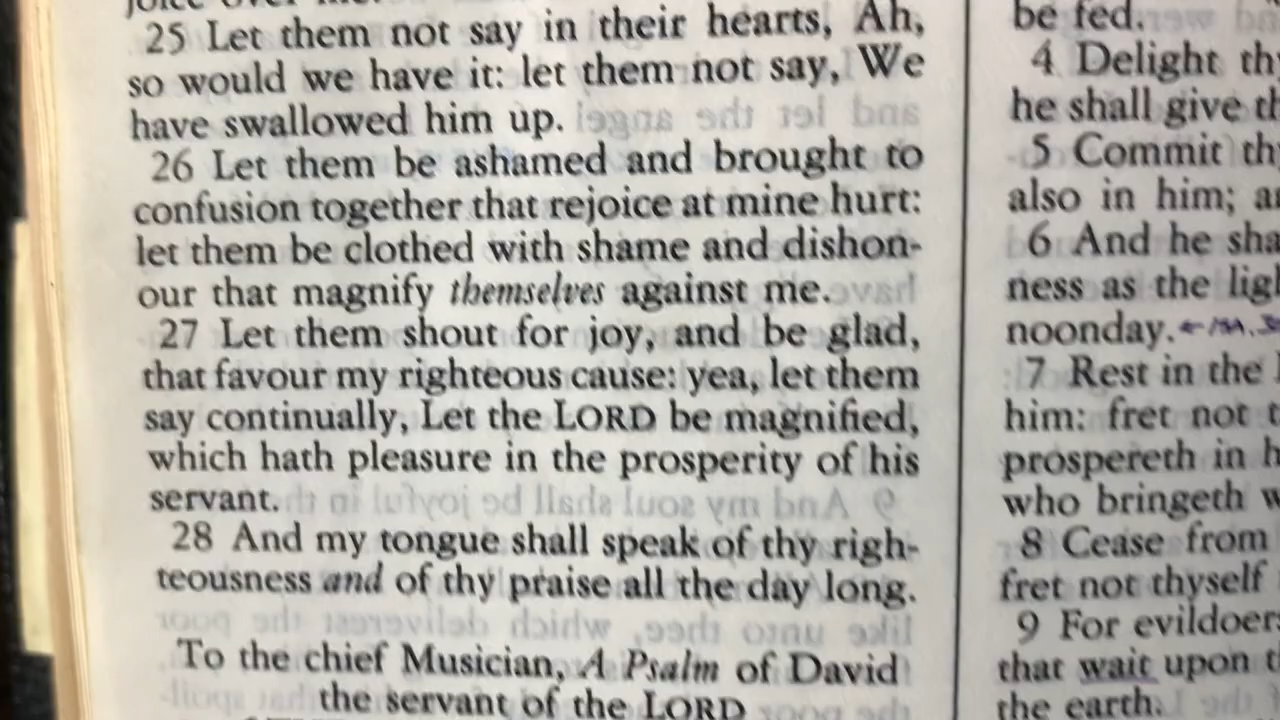 25 Let them not say in their hearts, Ah,
so would we have it: let them not say, We
have swallowed him up.
26 Let them be ashamed and brought to
confusion together that rejoice at mine hurt:
let them be clothed with shame and dishon-
our that magnify themselves against me.
27 Let them shout for joy, and be glad,
that favour my righteous cause: yea, let them
say continually, Let the LORD be magnified,
which hath pleasure in the prosperity of his
servant.
28 And my tongue shall speak of thy righ-
teousness and of thy praise all the day long.
To the chief Musician, A Psalm of David
the servant of the LORD
be fed.
4 Delight
he shall give
5 Commit
also in him;
6 And he
ness as the
noonday.
7 Rest in the
him: fret not
prospereth in
who bringeth
8 Cease from
fret not thyself
9 For
that wait upon
the earth.